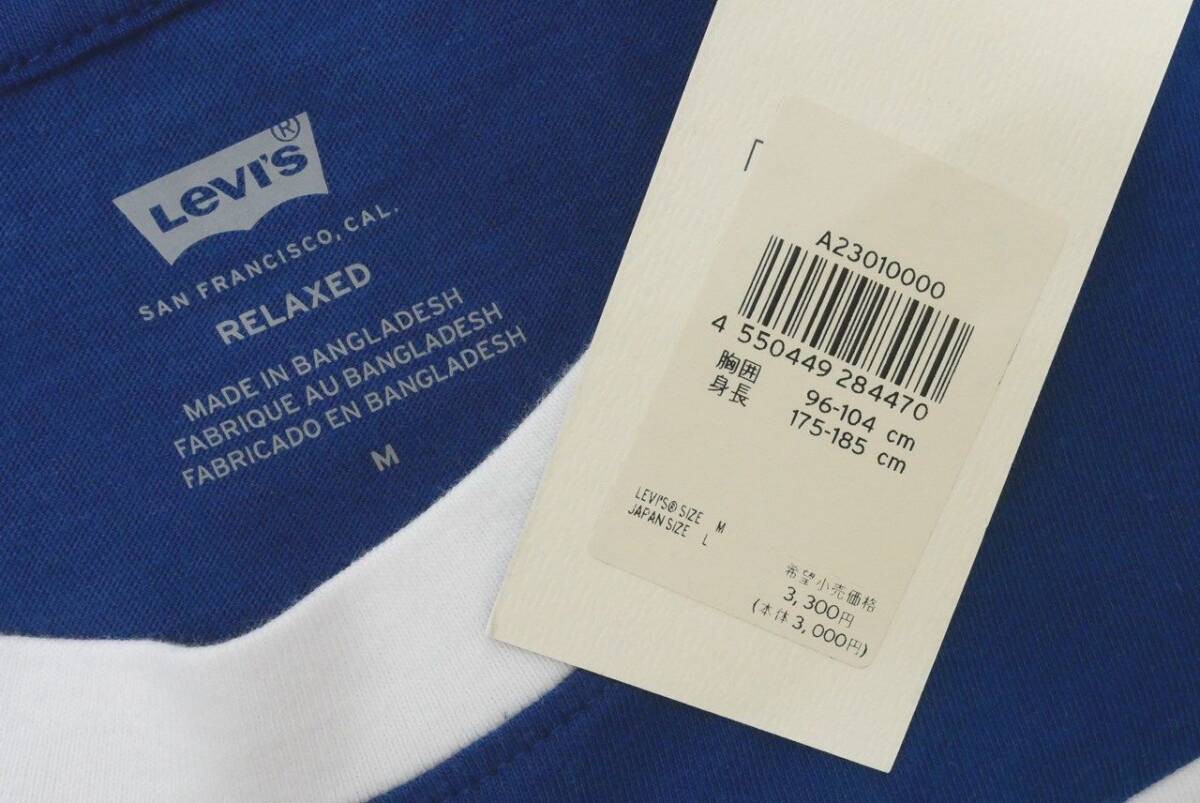 Levi's®
SAN FRANCISCO, CAL.
RELAXED
MADE IN BANGLADESH
FABRIQUE AU BANGLADESH
FABRICADO EN BANGLADESH
M
A23010000
4 550449 284470
胸囲 96-104 cm
身長 175-185 cm
LEVI'S® SIZE M
JAPAN SIZE L
希望小売価格
3,300円
(本体3,000円)